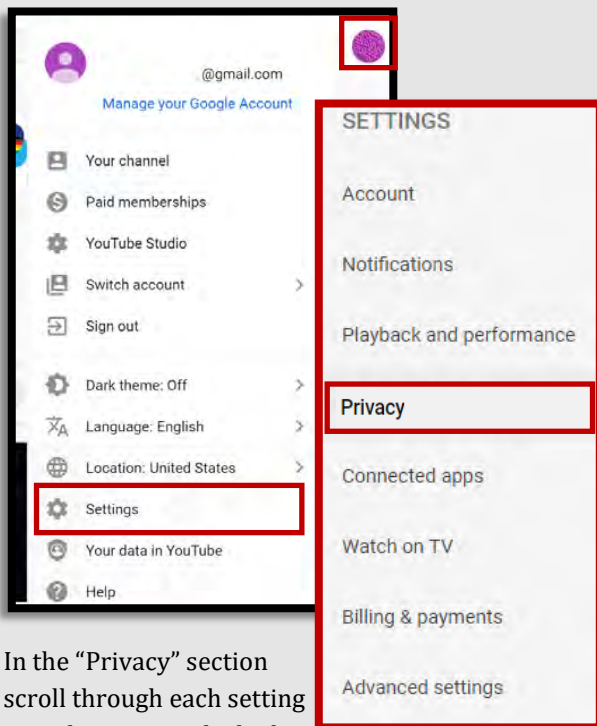 @gmail.com
Manage your Google Account
Your channel
Paid memberships
YouTube Studio
Switch account
Sign out
Dark theme: Off
Language: English
Location: United States
Settings
Your data in YouTube
Help
SETTINGS
Account
Notifications
Playback and performance
Privacy
Connected apps
Watch on TV
Billing & payments
Advanced settings
In the “Privacy” section
scroll through each setting